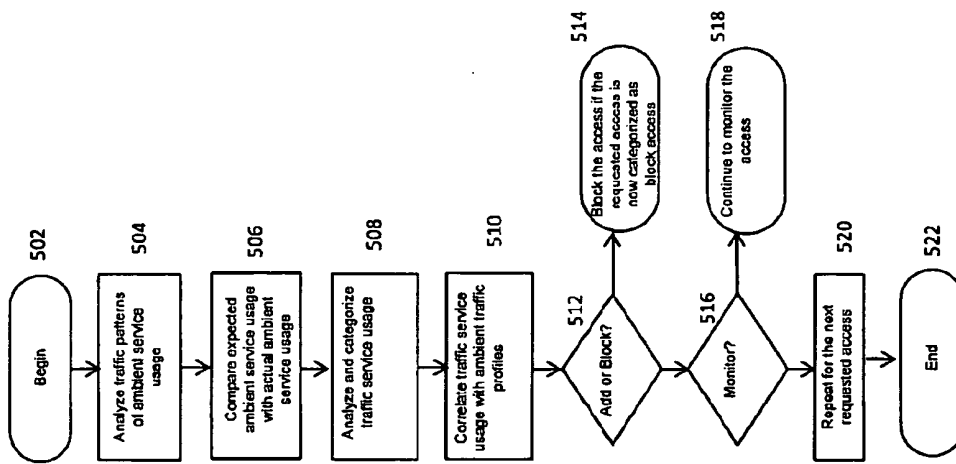 Begin
502
Analyze traffic patterns
of ambient service
usage
504
Compare expected
ambient service usage
with actual ambient
service usage
506
Analyze and categorize
traffic service usage
508
Correlate traffic service
usage with ambient traffic
profiles
510
Add or Block?
512
Block the access if the
requested access is
now categorized as
block access
514
Monitor?
516
Continue to monitor the
access
518
Repeat for the next
requested access
520
End
522